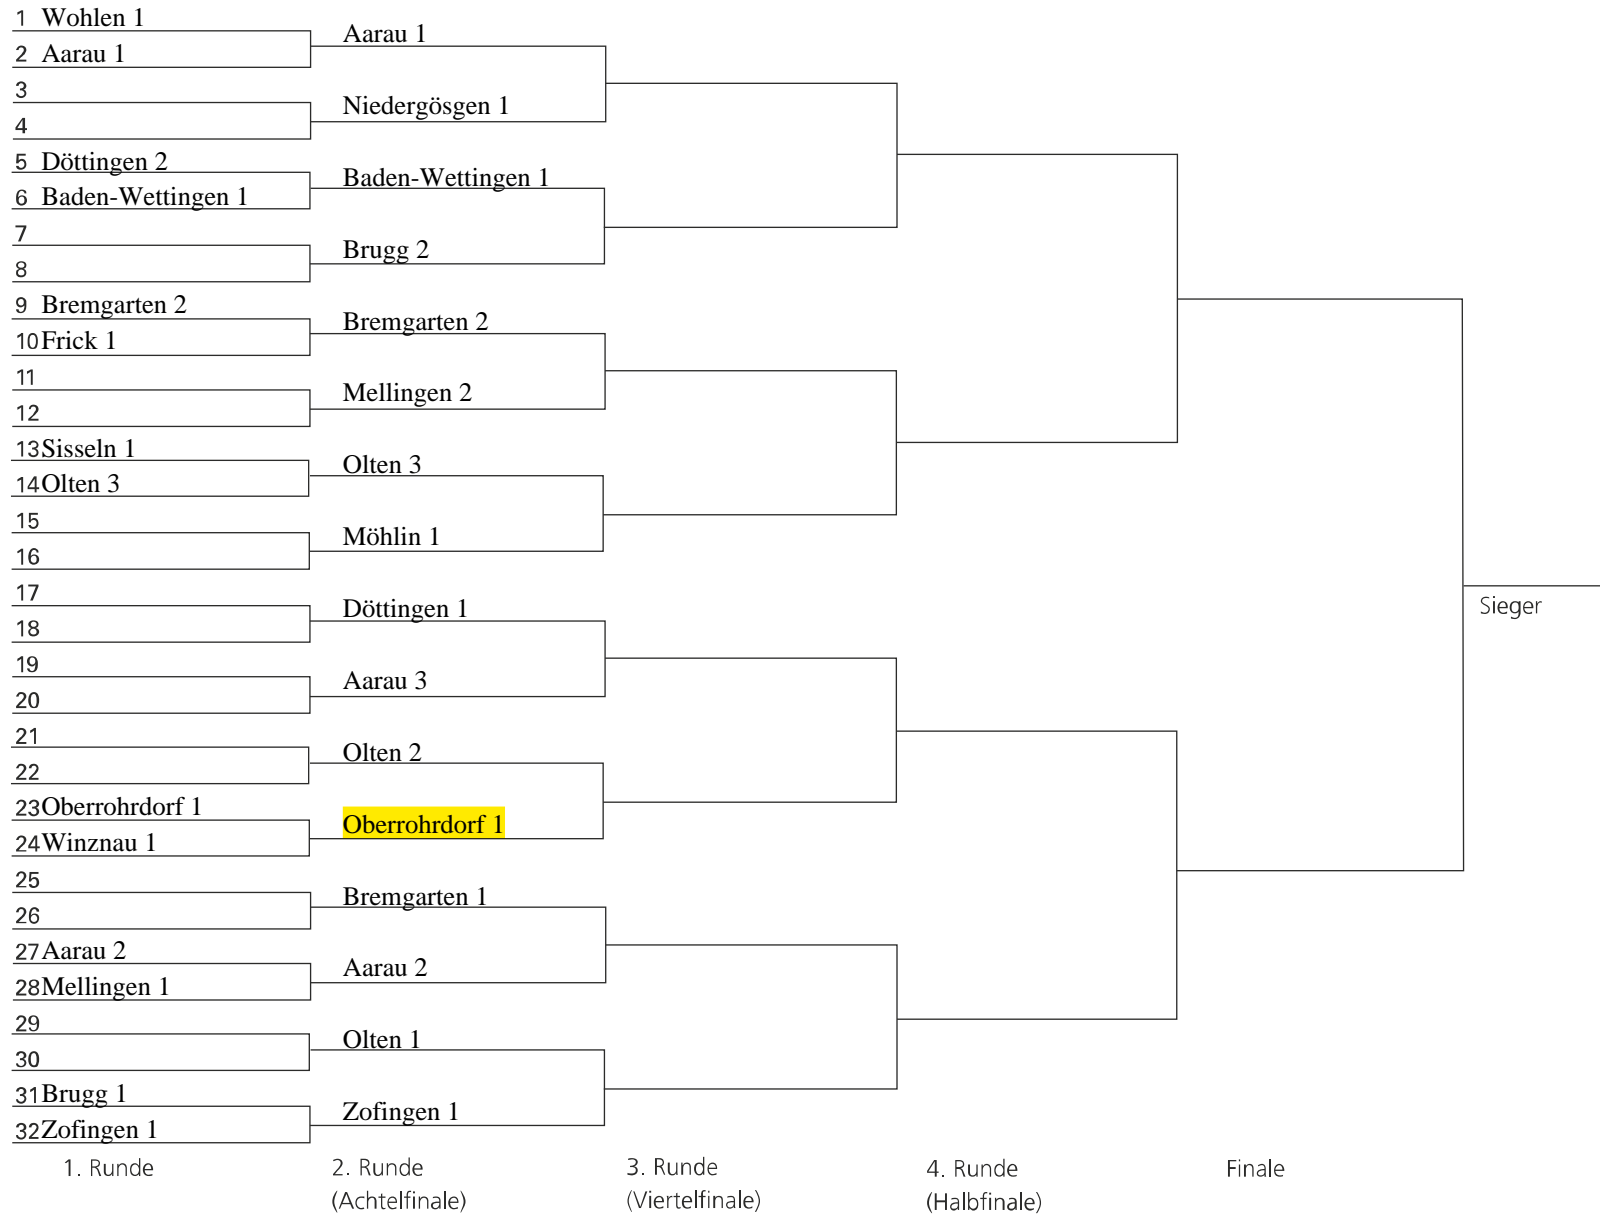 1 Wohlen 1
2 Aarau 1
3
4
5 Döttingen 2
6 Baden-Wettingen 1
7
8
9 Bremgarten 2
10 Frick 1
11
12
13 Sisseln 1
14 Olten 3
15
16
17
18
19
20
21
22
23 Oberrohrdorf 1
24 Winznau 1
25
26
27 Aarau 2
28 Mellingen 1
29
30
31 Brugg 1
32 Zofingen 1
1. Runde
Aarau 1
Niedergösgen 1
Baden-Wettingen 1
Brugg 2
Bremgarten 2
Mellingen 2
Olten 3
Möhlin 1
Döttingen 1
Aarau 3
Olten 2
Oberrohrdorf 1
Bremgarten 1
Aarau 2
Olten 1
Zofingen 1
2. Runde
(Achtelfinale)
3. Runde
(Viertelfinale)
4. Runde
(Halbfinale)
Finale
Sieger